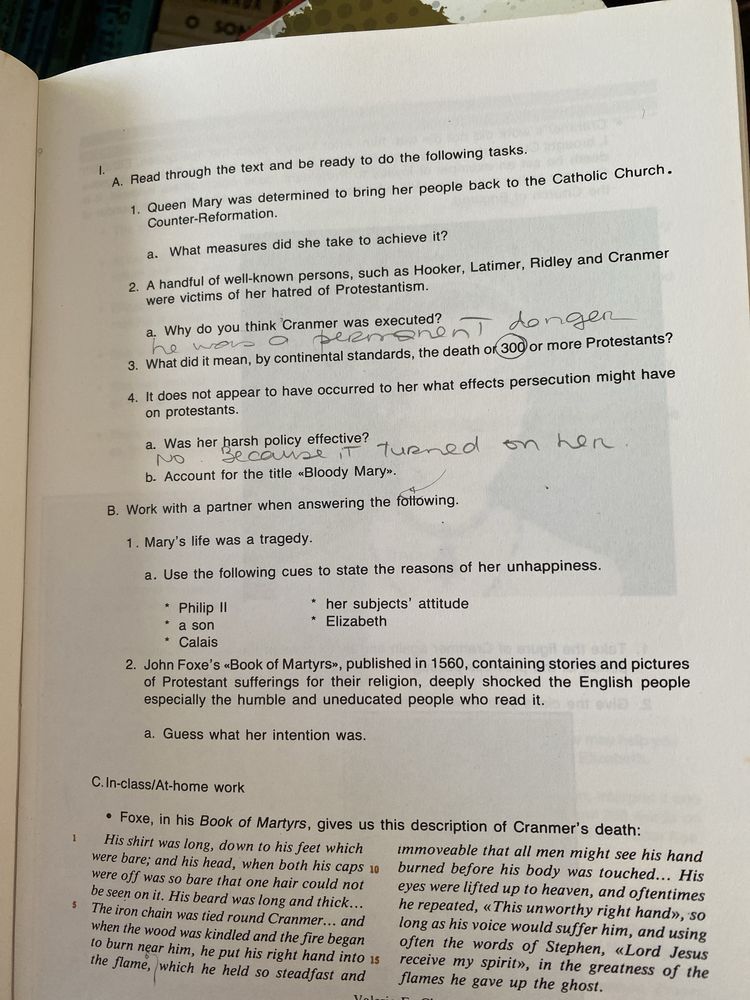 O SON
I.
A. Read through the text and be ready to do the following tasks.
1. Queen Mary was determined to bring her people back to the Catholic Church.
Counter-Reformation.
a. What measures did she take to achieve it?
2. A handful of well-known persons, such as Hooker, Latimer, Ridley and Cranmer
were victims of her hatred of Protestantism.
a. Why do you think Cranmer was executed?
he was a permanent danger
3. What did it mean, by continental standards, the death or 300 or more Protestants?
4. It does not appear to have occurred to her what effects persecution might have
on protestants.
a. Was her harsh policy effective?
No. Because it turned on her.
b. Account for the title «Bloody Mary».
B. Work with a partner when answering the following.
1. Mary's life was a tragedy.
a. Use the following cues to state the reasons of her unhappiness.
* Philip II
* a son
* Calais
* her subjects' attitude
* Elizabeth
2. John Foxe's «Book of Martyrs», published in 1560, containing stories and pictures
of Protestant sufferings for their religion, deeply shocked the English people
especially the humble and uneducated people who read it.
a. Guess what her intention was.
C. In-class/At-home work
• Foxe, in his Book of Martyrs, gives us this description of Cranmer's death:
1 His shirt was long, down to his feet which
were bare; and his head, when both his caps
were off was so bare that one hair could not
be seen on it. His beard was long and thick...
5 The iron chain was tied round Cranmer... and
when the wood was kindled and the fire began
to burn near him, he put his right hand into
the flame, which he held so steadfast and
immoveable that all men might see his hand
10 burned before his body was touched... His
eyes were lifted up to heaven, and oftentimes
he repeated, «This unworthy right hand», so
long as his voice would suffer him, and using
often the words of Stephen, «Lord Jesus
15 receive my spirit», in the greatness of the
flames he gave up the ghost.